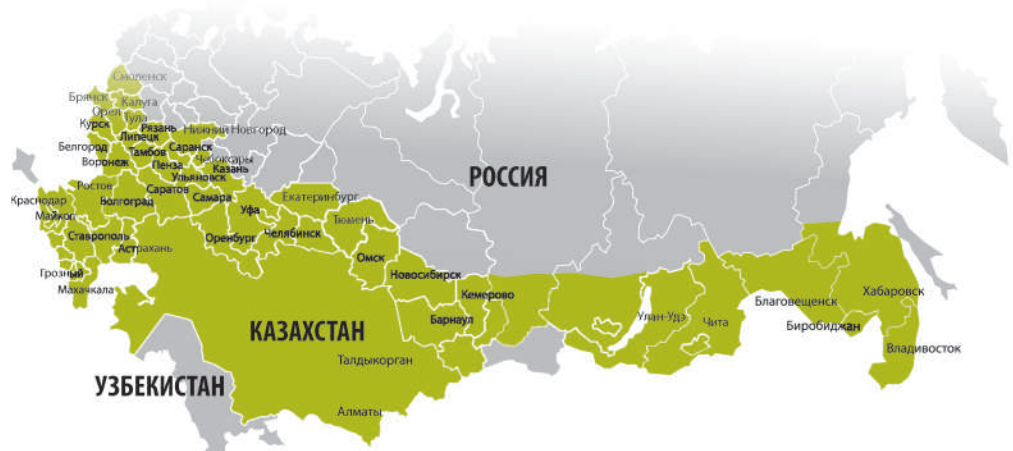 Смоленск
Брянск
Калуга
Орел
Тула
Курск
Рязань
Нижний Новгород
Липецк
Белгород
Тамбов
Саранск
Чебоксары
Воронеж
Пенза
Казань
РОССИЯ
Ульяновск
Ростов
Саратов
Краснодар
Волгоград
Самара
Екатеринбург
Майкоп
Уфа
Тюмень
Ставрополь
Оренбург
Челябинск
Астрахань
Омск
Грозный
Новосибирск
Махачкала
Кемерово
Хабаровск
Благовещенск
Улан-Удэ
Чита
Барнаул
Биробиджан
КАЗАХСТАН
Владивосток
Талдыкорган
УЗБЕКИСТАН
Алматы